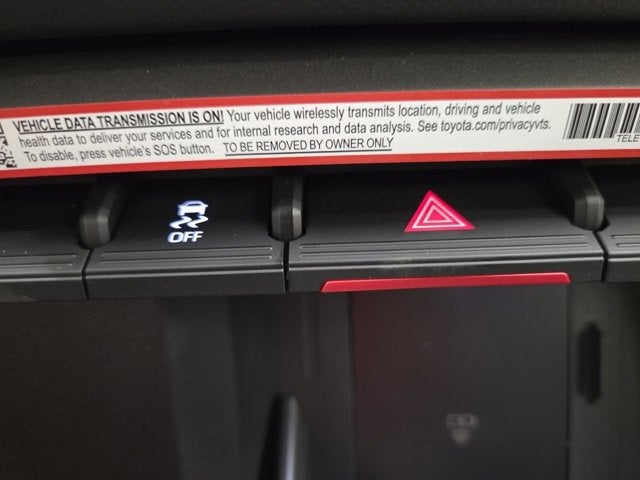 VEHICLE DATA TRANSMISSION IS ON! Your vehicle wirelessly transmits location, driving and vehicle
health data to deliver your services and for internal research and data analysis. See toyota.com/privacyvts.
To disable, press vehicle's SOS button. TO BE REMOVED BY OWNER ONLY
TELE
OFF